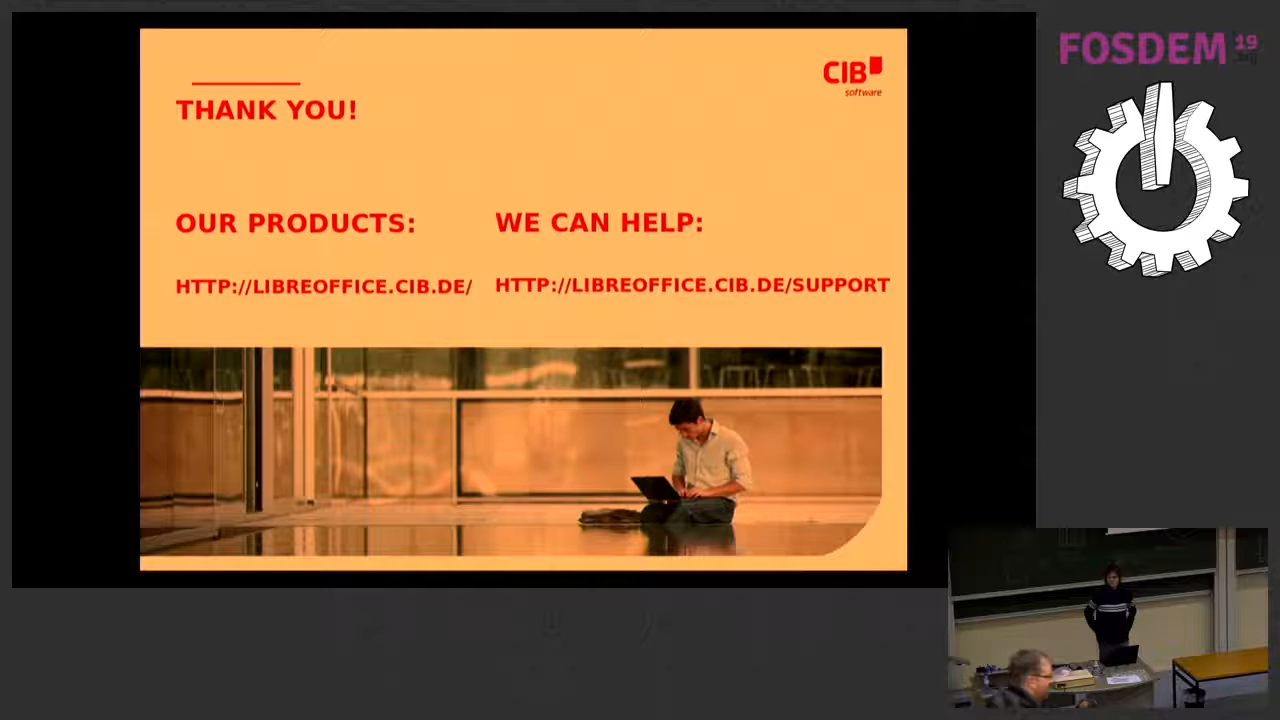 THANK YOU!
CIB
software
OUR PRODUCTS:
WE CAN HELP:
HTTP://LIBREOFFICE.CIB.DE/
HTTP://LIBREOFFICE.CIB.DE/SUPPORT
FOSDEM 19
.org